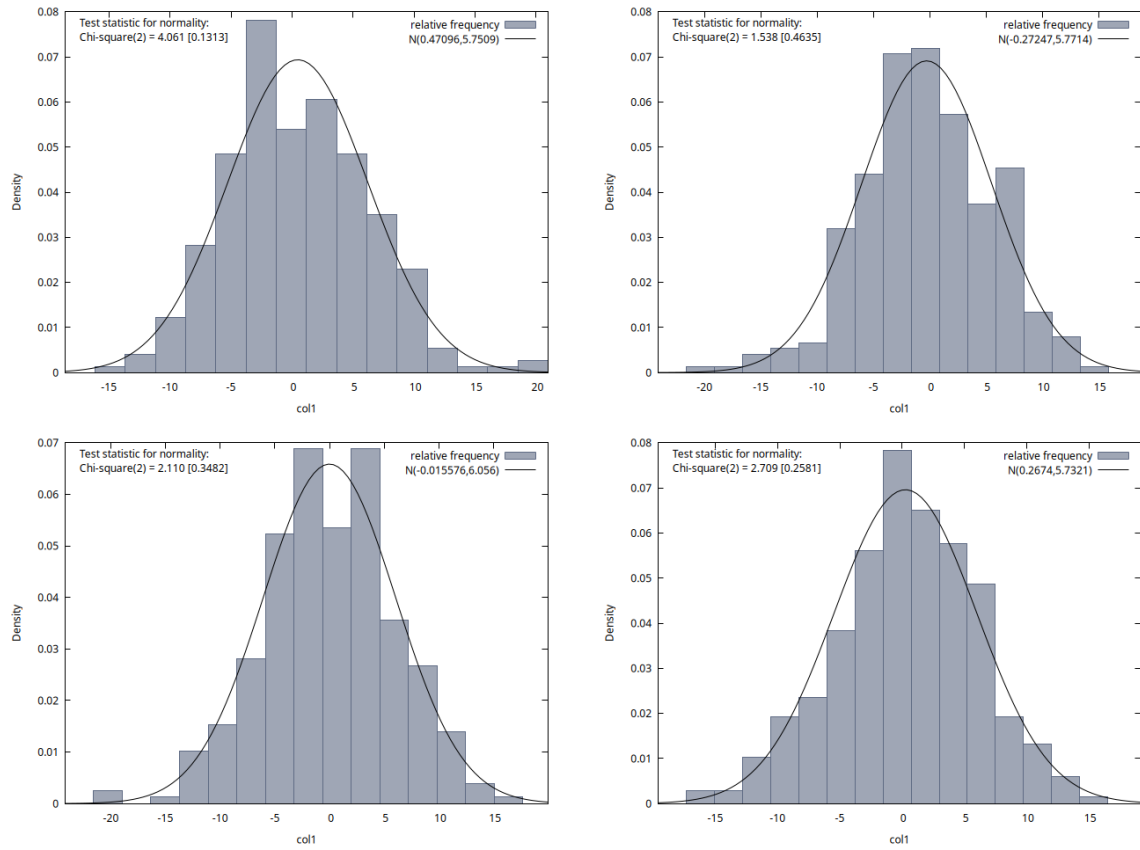 Test statistic for normality:
Chi-square(2) = 4.061 [0.1313]
relative frequency
N(0.47096,5.7509)
0.08
0.07
0.06
0.05
0.04
0.03
0.02
0.01
0
Density
-15 -10 -5 0 5 10 15 20
col1
Test statistic for normality:
Chi-square(2) = 1.538 [0.4635]
relative frequency
N(-0.27247,5.7714)
0.08
0.07
0.06
0.05
0.04
0.03
0.02
0.01
0
Density
-20 -15 -10 -5 0 5 10 15
col1
Test statistic for normality:
Chi-square(2) = 2.110 [0.3482]
relative frequency
N(-0.015576,6.056)
0.07
0.06
0.05
0.04
0.03
0.02
0.01
0
Density
-20 -15 -10 -5 0 5 10 15
col1
Test statistic for normality:
Chi-square(2) = 2.709 [0.2581]
relative frequency
N(0.2674,5.7321)
0.08
0.07
0.06
0.05
0.04
0.03
0.02
0.01
0
Density
-15 -10 -5 0 5 10 15
col1